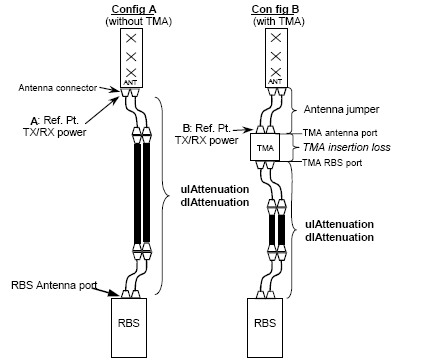 Config A
(without TMA)
Con fig B
(with TMA)
ANT
ANT
Antenna connector
A: Ref. Pt.
TX/RX power
Antenna jumper
B: Ref. Pt.
TX/RX power
TMA antenna port
TMA
TMA insertion loss
TMA RBS port
ulAttenuation
dlAttenuation
ulAttenuation
dlAttenuation
RBS Antenna port
RBS
RBS